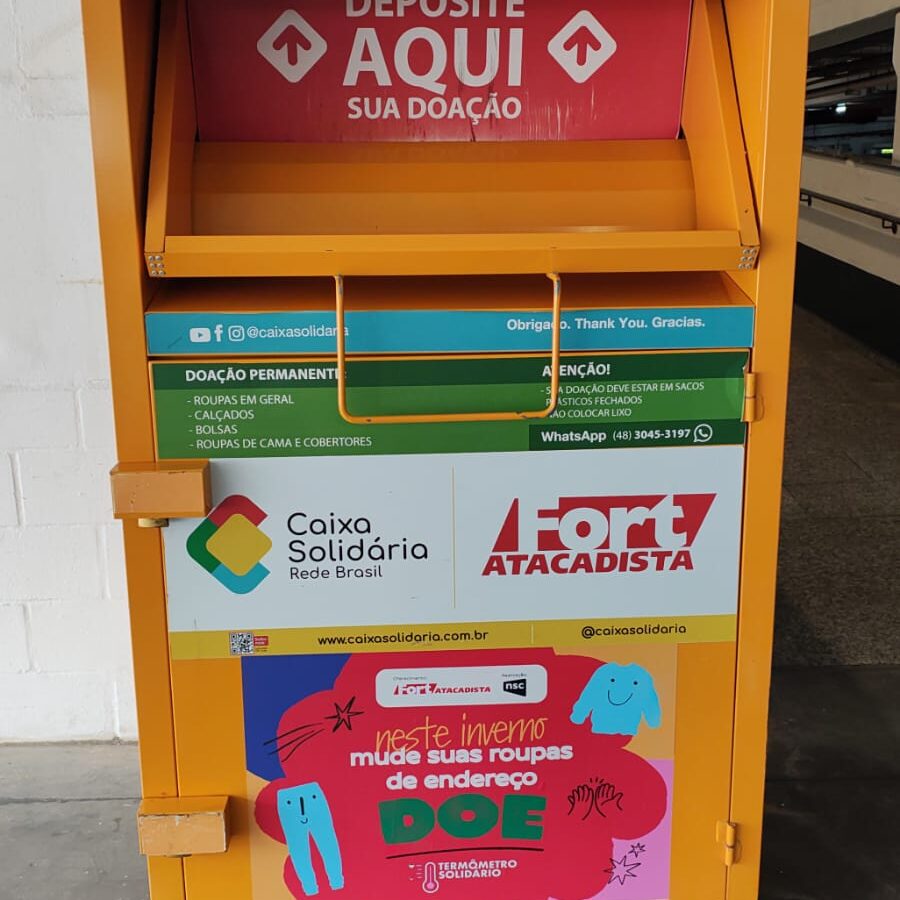 DEPOSITE
AQUI
SUA DOAÇÃO
@caixasolidaria
Obrigado. Thank You. Gracias.
DOAÇÃO PERMANENTE:
- ROUPAS EM GERAL
- CALÇADOS
- BOLSAS
- ROUPAS DE CAMA E COBERTORES
ATENÇÃO!
- SUA DOAÇÃO DEVE ESTAR EM SACOS
PLÁSTICOS FECHADOS
- NÃO COLOCAR LIXO
WhatsApp (48) 3045-3197
Caixa
Solidária
Rede Brasil
Fort
ATACADISTA
www.caixasolidaria.com.br
@caixasolidaria
Fort ATACADISTA
nsc
neste inverno
mude suas roupas
de endereço
DOE
TERMÔMETRO
SOLIDÁRIO